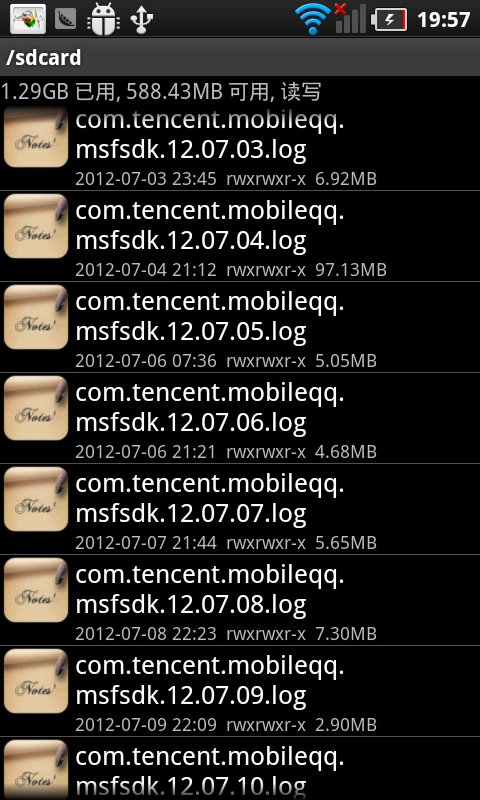 19:57
/sdcard
1.29GB 已用, 588.43MB 可用, 读写
com.tencent.mobileqq.
msfsdk.12.07.03.log
2012-07-03 23:45 rwxrwxr-x 6.92MB
Notes'
com.tencent.mobileqq.
msfsdk.12.07.04.log
2012-07-04 21:12 rwxrwxr-x 97.13MB
Notes'
com.tencent.mobileqq.
msfsdk.12.07.05.log
2012-07-06 07:36 rwxrwxr-x 5.05MB
Notes'
com.tencent.mobileqq.
msfsdk.12.07.06.log
2012-07-06 21:21 rwxrwxr-x 4.68MB
Notes'
com.tencent.mobileqq.
msfsdk.12.07.07.log
2012-07-07 21:44 rwxrwxr-x 5.65MB
Notes'
com.tencent.mobileqq.
msfsdk.12.07.08.log
2012-07-08 22:23 rwxrwxr-x 7.30MB
Notes'
com.tencent.mobileqq.
msfsdk.12.07.09.log
2012-07-09 22:09 rwxrwxr-x 2.90MB
Notes'
com.tencent.mobileqq.
msfsdk.12.07.10.log
Notes'